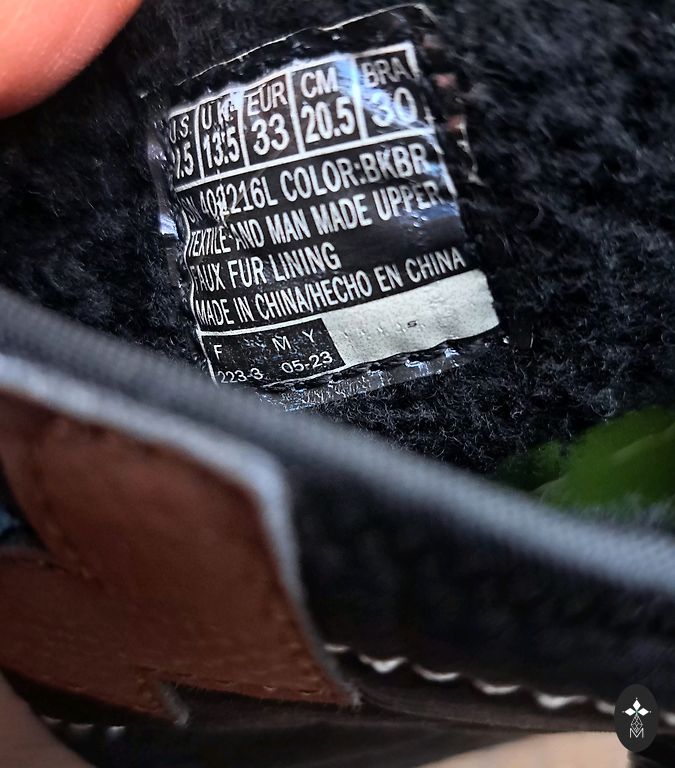 U.S. U.K. EUR CM BRA
13.5 33 20.5 30
COLOR:BKBR
TEXTILE AND MAN MADE UPPER
FAUX FUR LINING
MADE IN CHINA/HECHO EN CHINA
F M Y
223-3 05-23
M